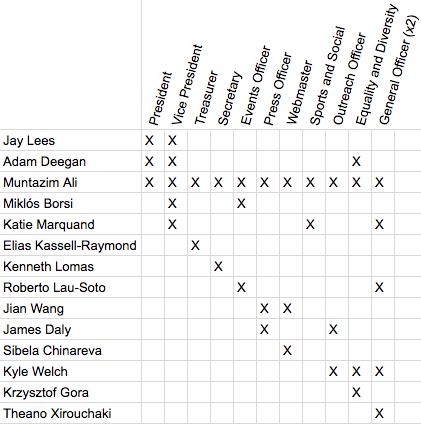 President Vice President Treasurer Secretary Events Officer Press Officer Webmaster Sports and Social Outreach Officer Equality and Diversity General Officer (x2)
Jay Lees X X
Adam Deegan X X X
Muntazim Ali X X X X X X X X X X X
Miklós Borsi X X
Katie Marquand X X X
Elias Kassell-Raymond X
Kenneth Lomas X
Roberto Lau-Soto X X
Jian Wang X X
James Daly X X
Sibela Chinareva X
Kyle Welch X X X
Krzysztof Gora X
Theano Xirouchaki X